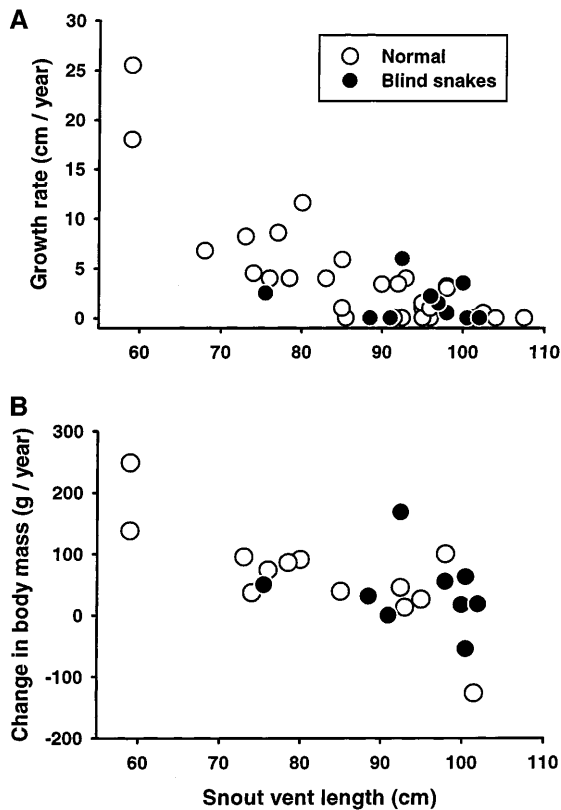 A
30
25
20
15
10
5
0
Growth rate (cm / year)
Normal
Blind snakes
60 70 80 90 100 110
B
300
200
100
0
-100
-200
Change in body mass (g / year)
60 70 80 90 100 110
Snout vent length (cm)